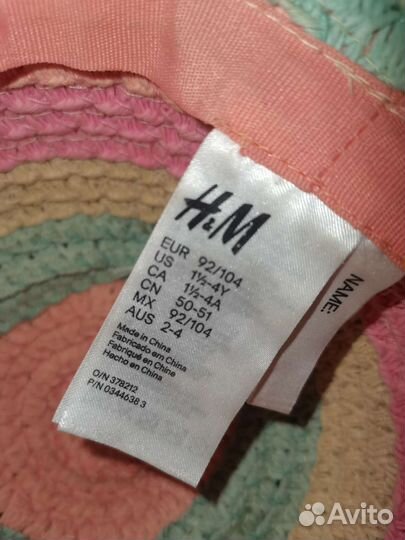 H&M
EUR 92/104
US 1½-4Y
CA 1½-4A
CN 50-51
MX 92/104
AUS 2-4
Made in China
Fabricado em China
Fabriqué en Chine
Hecho en China
O/N 378212
P/N 0344638 3
NAME:
Avito